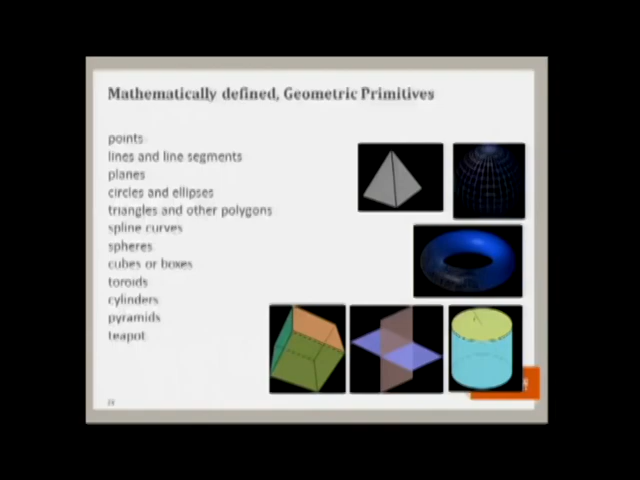 Mathematically defined, Geometric Primitives
points
lines and line segments
planes
circles and ellipses
triangles and other polygons
spline curves
spheres
cubes or boxes
toroids
cylinders
pyramids
teapot